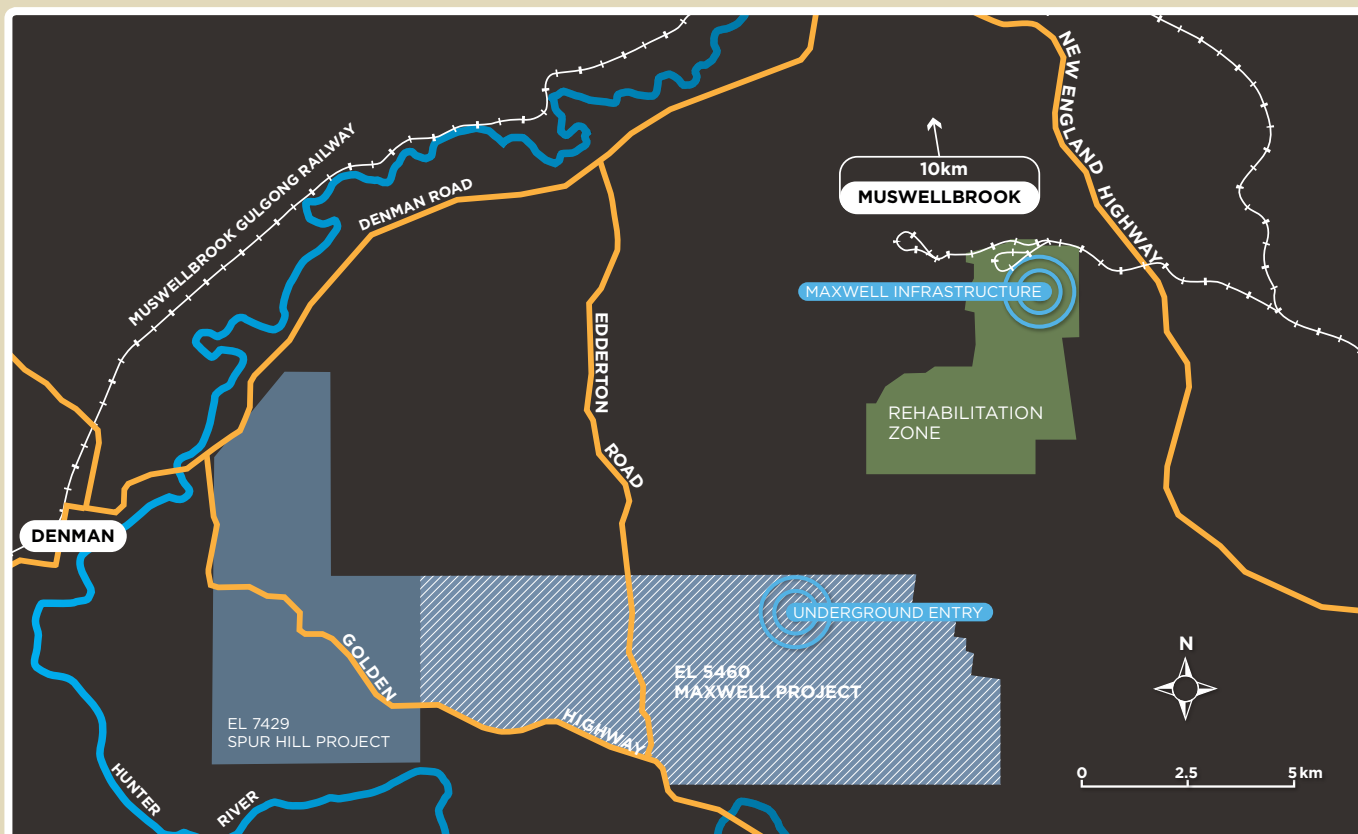 NEW ENGLAND HIGHWAY
10km
MUSWELLBROOK
MUSWELLBROOK GULGONG RAILWAY
DENMAN ROAD
MAXWELL INFRASTRUCTURE
EDDERTON ROAD
REHABILITATION
ZONE
DENMAN
UNDERGROUND ENTRY
GOLDEN HIGHWAY
EL 5460
MAXWELL PROJECT
N
EL 7429
SPUR HILL PROJECT
HUNTER RIVER
0 2.5 5 km